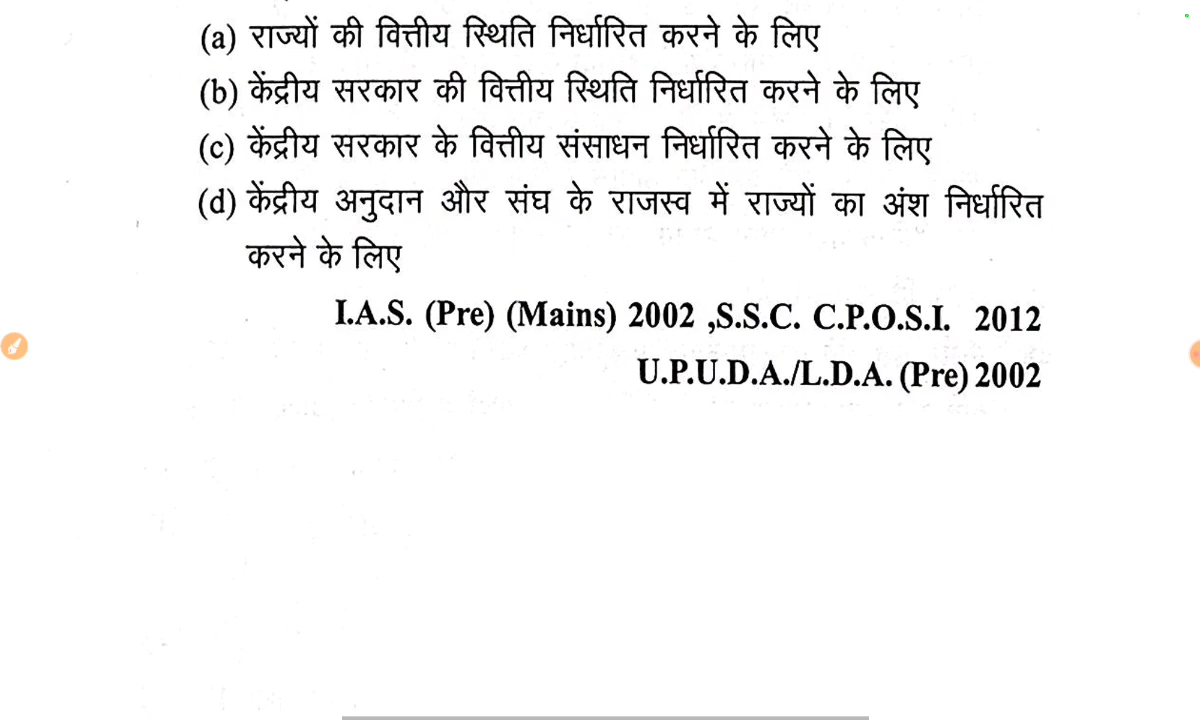 (a) राज्यों की वित्तीय स्थिति निर्धारित करने के लिए
(b) केंद्रीय सरकार की वित्तीय स्थिति निर्धारित करने के लिए
(c) केंद्रीय सरकार के वित्तीय संसाधन निर्धारित करने के लिए
(d) केंद्रीय अनुदान और संघ के राजस्व में राज्यों का अंश निर्धारित
करने के लिए
I.A.S. (Pre) (Mains) 2002 ,S.S.C. C.P.O.S.I. 2012
U.P.U.D.A./L.D.A. (Pre) 2002